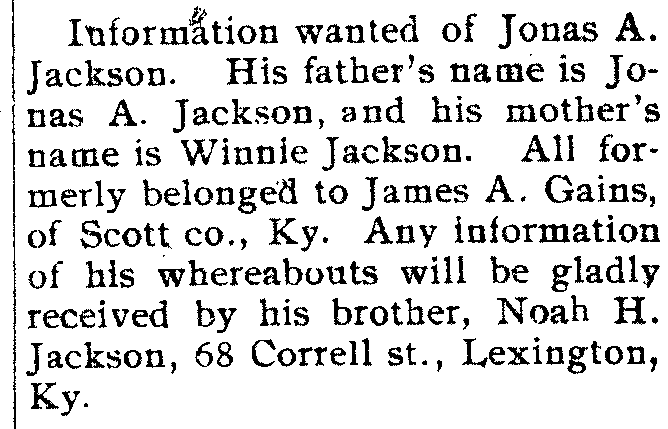 Information wanted of Jonas A.
Jackson. His father's name is Jo-
nas A. Jackson, and his mother's
name is Winnie Jackson. All for-
merly belonged to James A. Gains,
of Scott co., Ky. Any information
of his whereabouts will be gladly
received by his brother, Noah H.
Jackson, 68 Correll st., Lexington,
Ky.